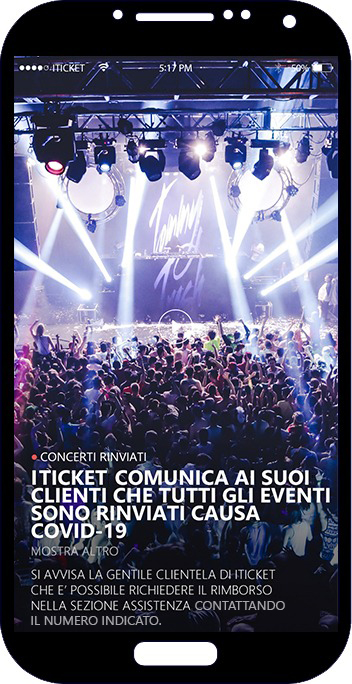 ITICKET 5:17 PM 50%
Tommy
CONCERTI RINVIATI
ITICKET COMUNICA AI SUOI
CLIENTI CHE TUTTI GLI EVENTI
SONO RINVIATI CAUSA
COVID-19
MOSTRA ALTRO
SI AVVISA LA GENTILE CLIENTELA DI ITICKET
CHE E' POSSIBILE RICHIEDERE IL RIMBORSO
NELLA SEZIONE ASSISTENZA CONTATTANDO
IL NUMERO INDICATO.